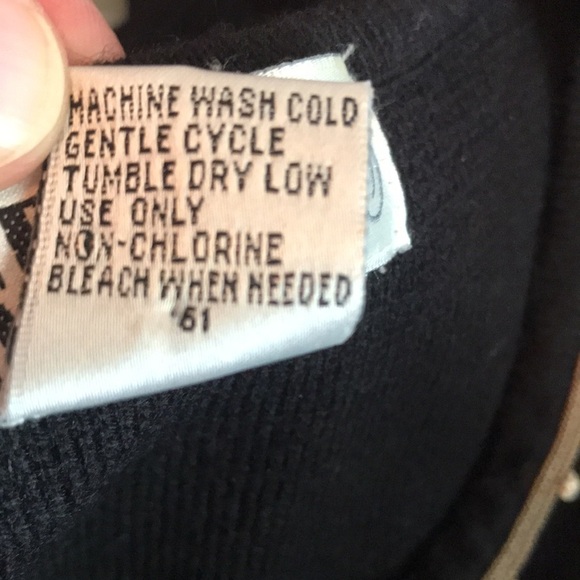 MACHINE WASH COLD
GENTLE CYCLE
TUMBLE DRY LOW
USE ONLY
NON-CHLORINE
BLEACH WHEN NEEDED
61